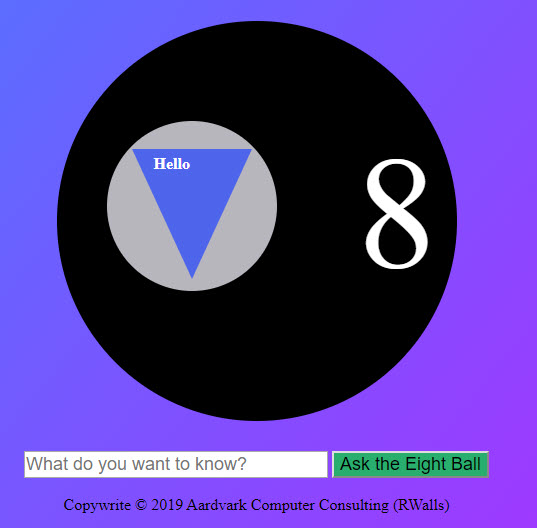 Hello
8
What do you want to know?
Ask the Eight Ball
Copywrite © 2019 Aardvark Computer Consulting (RWalls)